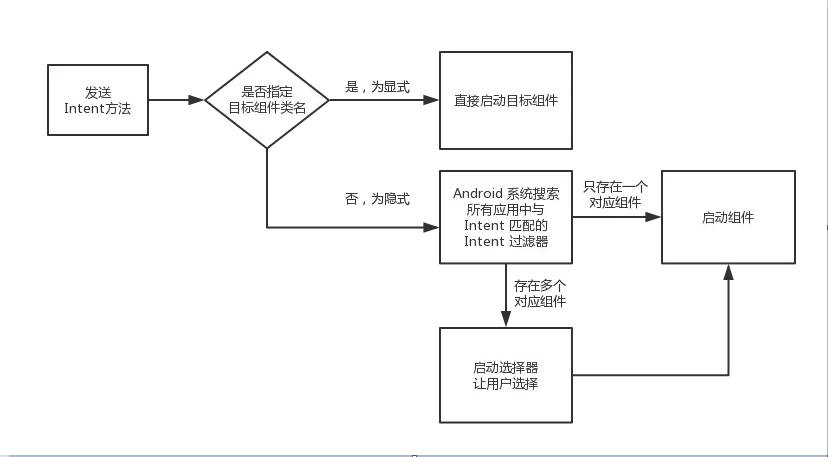 发送
Intent方法
是否指定
目标组件类名
是，为显式
直接启动目标组件
否，为隐式
Android 系统搜索
所有应用中与
Intent 匹配的
Intent 过滤器
只存在一个
对应组件
启动组件
存在多个
对应组件
启动选择器
让用户选择